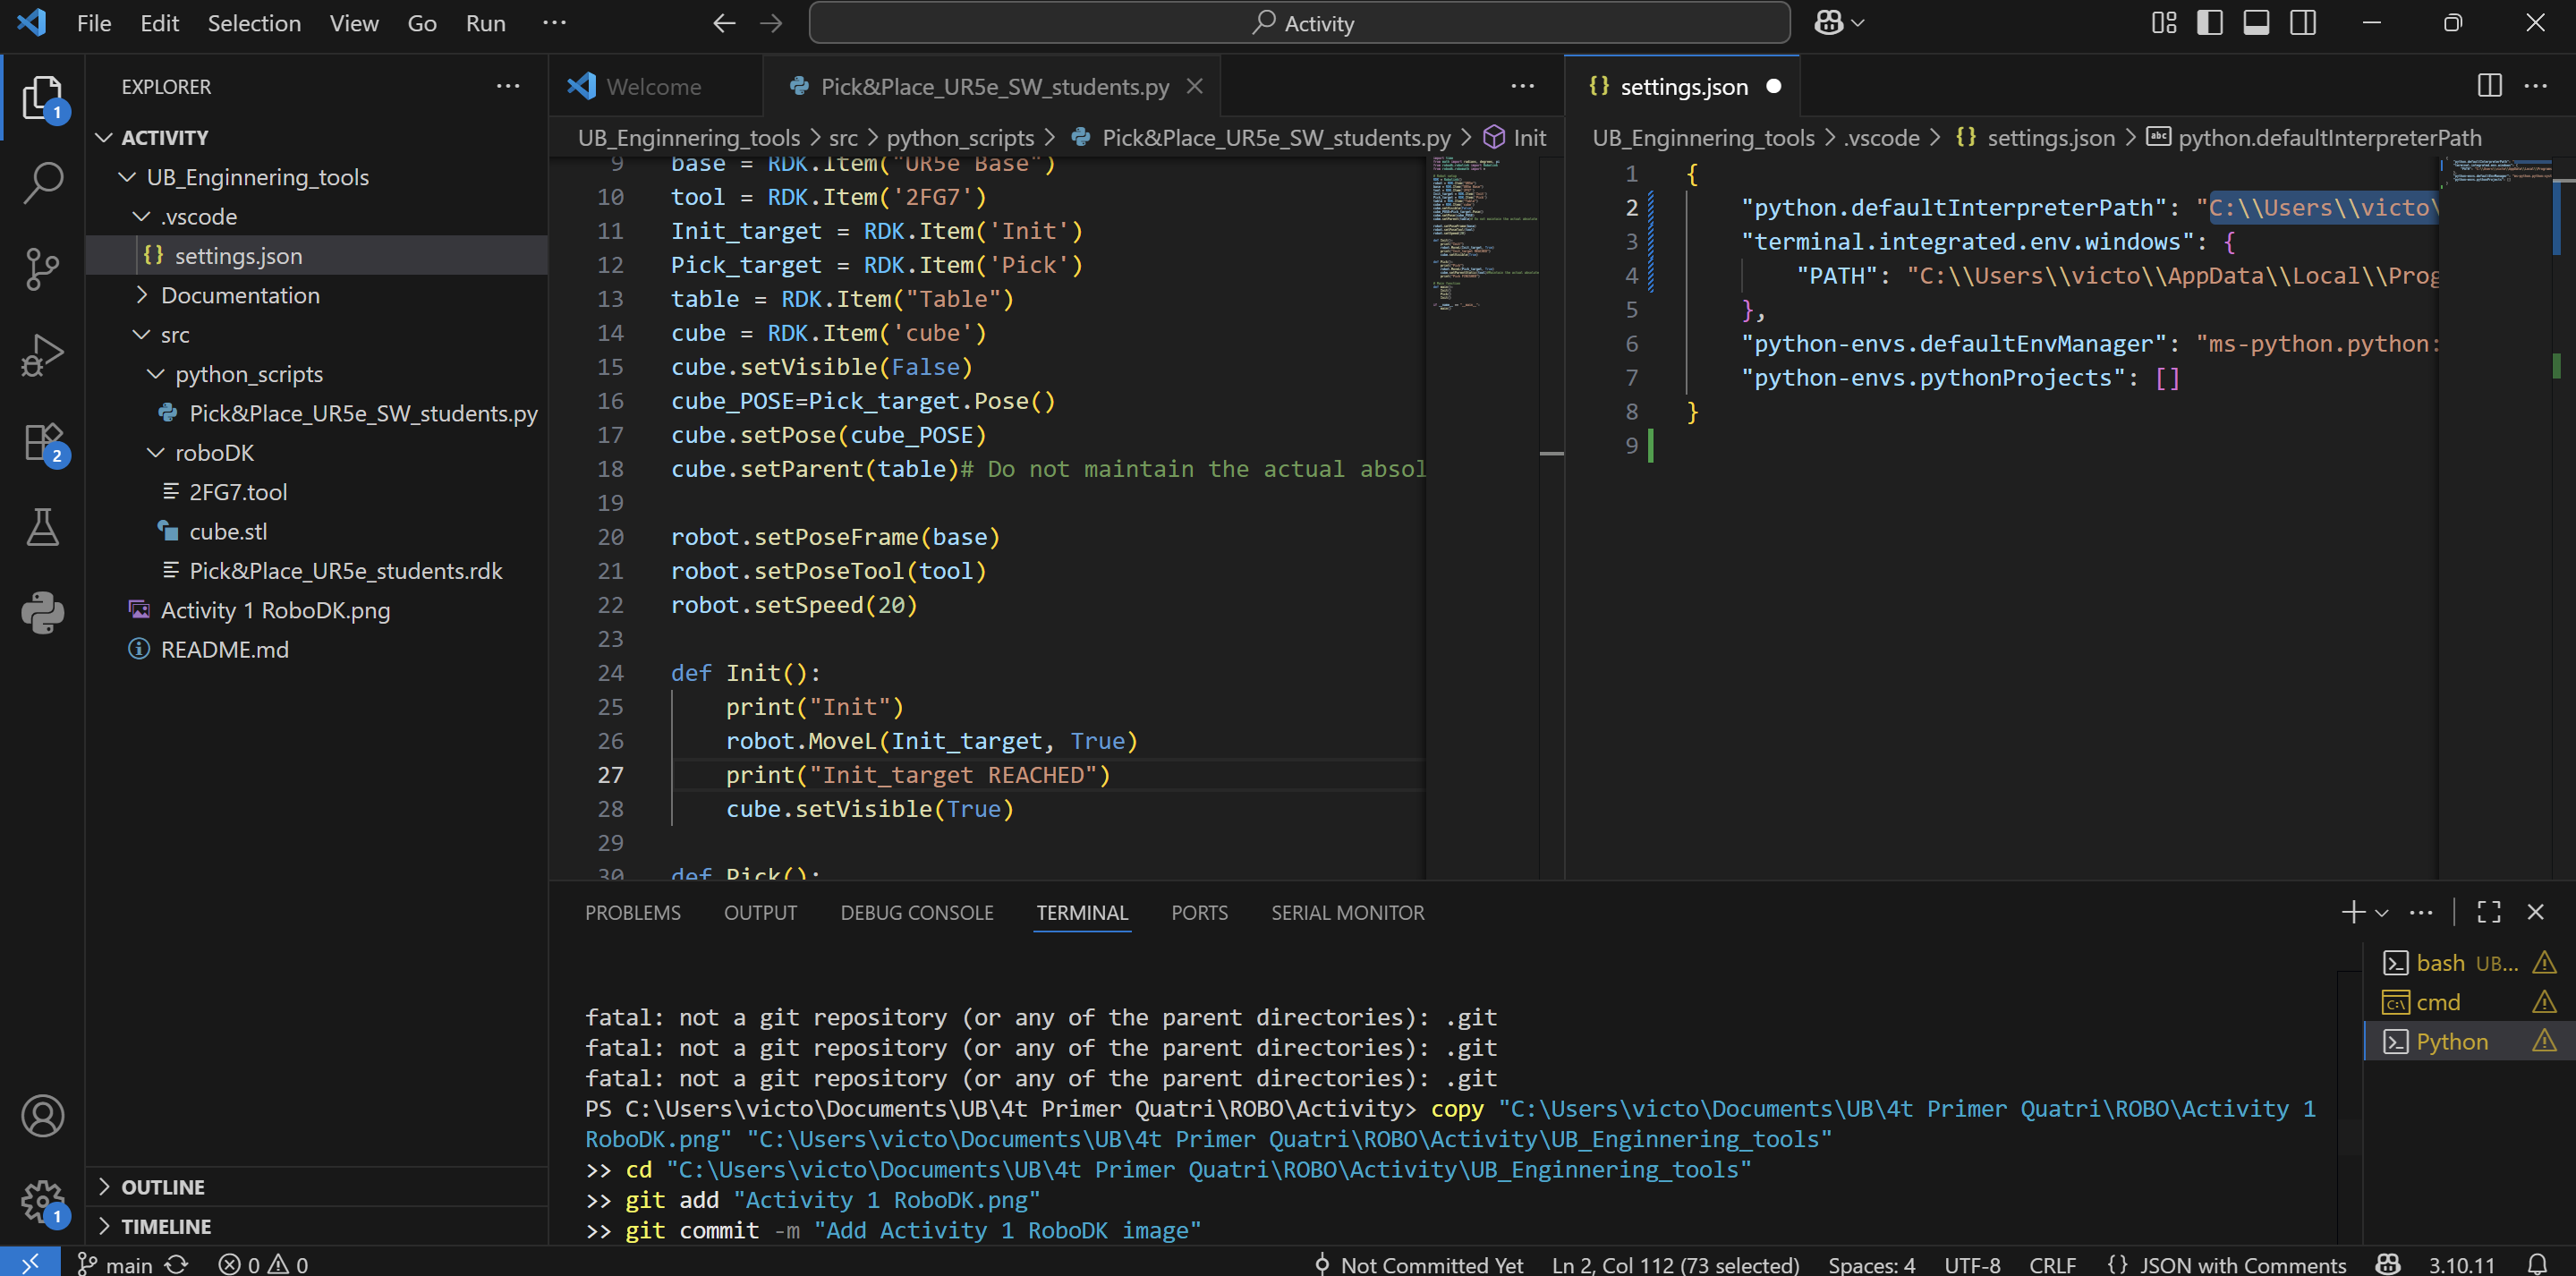 File Edit Selection View Go Run ···
Activity
EXPLORER ···
ACTIVITY
UB_Enginnering_tools
.vscode
{} settings.json
Documentation
src
python_scripts
Pick&Place_UR5e_SW_students.py
roboDK
2FG7.tool
cube.stl
Pick&Place_UR5e_students.rdk
Activity 1 RoboDK.png
README.md
OUTLINE
TIMELINE
1
2
1
Welcome
Pick&Place_UR5e_SW_students.py
···
UB_Enginnering_tools > src > python_scripts > Pick&Place_UR5e_SW_students.py > Init
9 base = RDK.Item("UR5e Base")
10 tool = RDK.Item('2FG7')
11 Init_target = RDK.Item('Init')
12 Pick_target = RDK.Item('Pick')
13 table = RDK.Item("Table")
14 cube = RDK.Item('cube')
15 cube.setVisible(False)
16 cube_POSE=Pick_target.Pose()
17 cube.setPose(cube_POSE)
18 cube.setParent(table)# Do not maintain the actual absol
19
20 robot.setPoseFrame(base)
21 robot.setPoseTool(tool)
22 robot.setSpeed(20)
23
24 def Init():
25 print("Init")
26 robot.MoveL(Init_target, True)
27 print("Init_target REACHED")
28 cube.setVisible(True)
29
30 def Pick():
{} settings.json
···
UB_Enginnering_tools > .vscode > {} settings.json > abc python.defaultInterpreterPath
1 {
2 "python.defaultInterpreterPath": "C:\\Users\\victo\
3 "terminal.integrated.env.windows": {
4 "PATH": "C:\\Users\\victo\\AppData\\Local\\Prog
5 },
6 "python-envs.defaultEnvManager": "ms-python.python:
7 "python-envs.pythonProjects": []
8 }
9
PROBLEMS OUTPUT DEBUG CONSOLE TERMINAL PORTS SERIAL MONITOR
fatal: not a git repository (or any of the parent directories): .git
fatal: not a git repository (or any of the parent directories): .git
fatal: not a git repository (or any of the parent directories): .git
PS C:\Users\victo\Documents\UB\4t Primer Quatri\ROBO\Activity> copy "C:\Users\victo\Documents\UB\4t Primer Quatri\ROBO\Activity 1
RoboDK.png" "C:\Users\victo\Documents\UB\4t Primer Quatri\ROBO\Activity\UB_Enginnering_tools"
>> cd "C:\Users\victo\Documents\UB\4t Primer Quatri\ROBO\Activity\UB_Enginnering_tools"
>> git add "Activity 1 RoboDK.png"
>> git commit -m "Add Activity 1 RoboDK image"
bash UB...
cmd
Python
main 0 0 Not Committed Yet Ln 2, Col 112 (73 selected) Spaces: 4 UTF-8 CRLF {} JSON with Comments 3.10.11